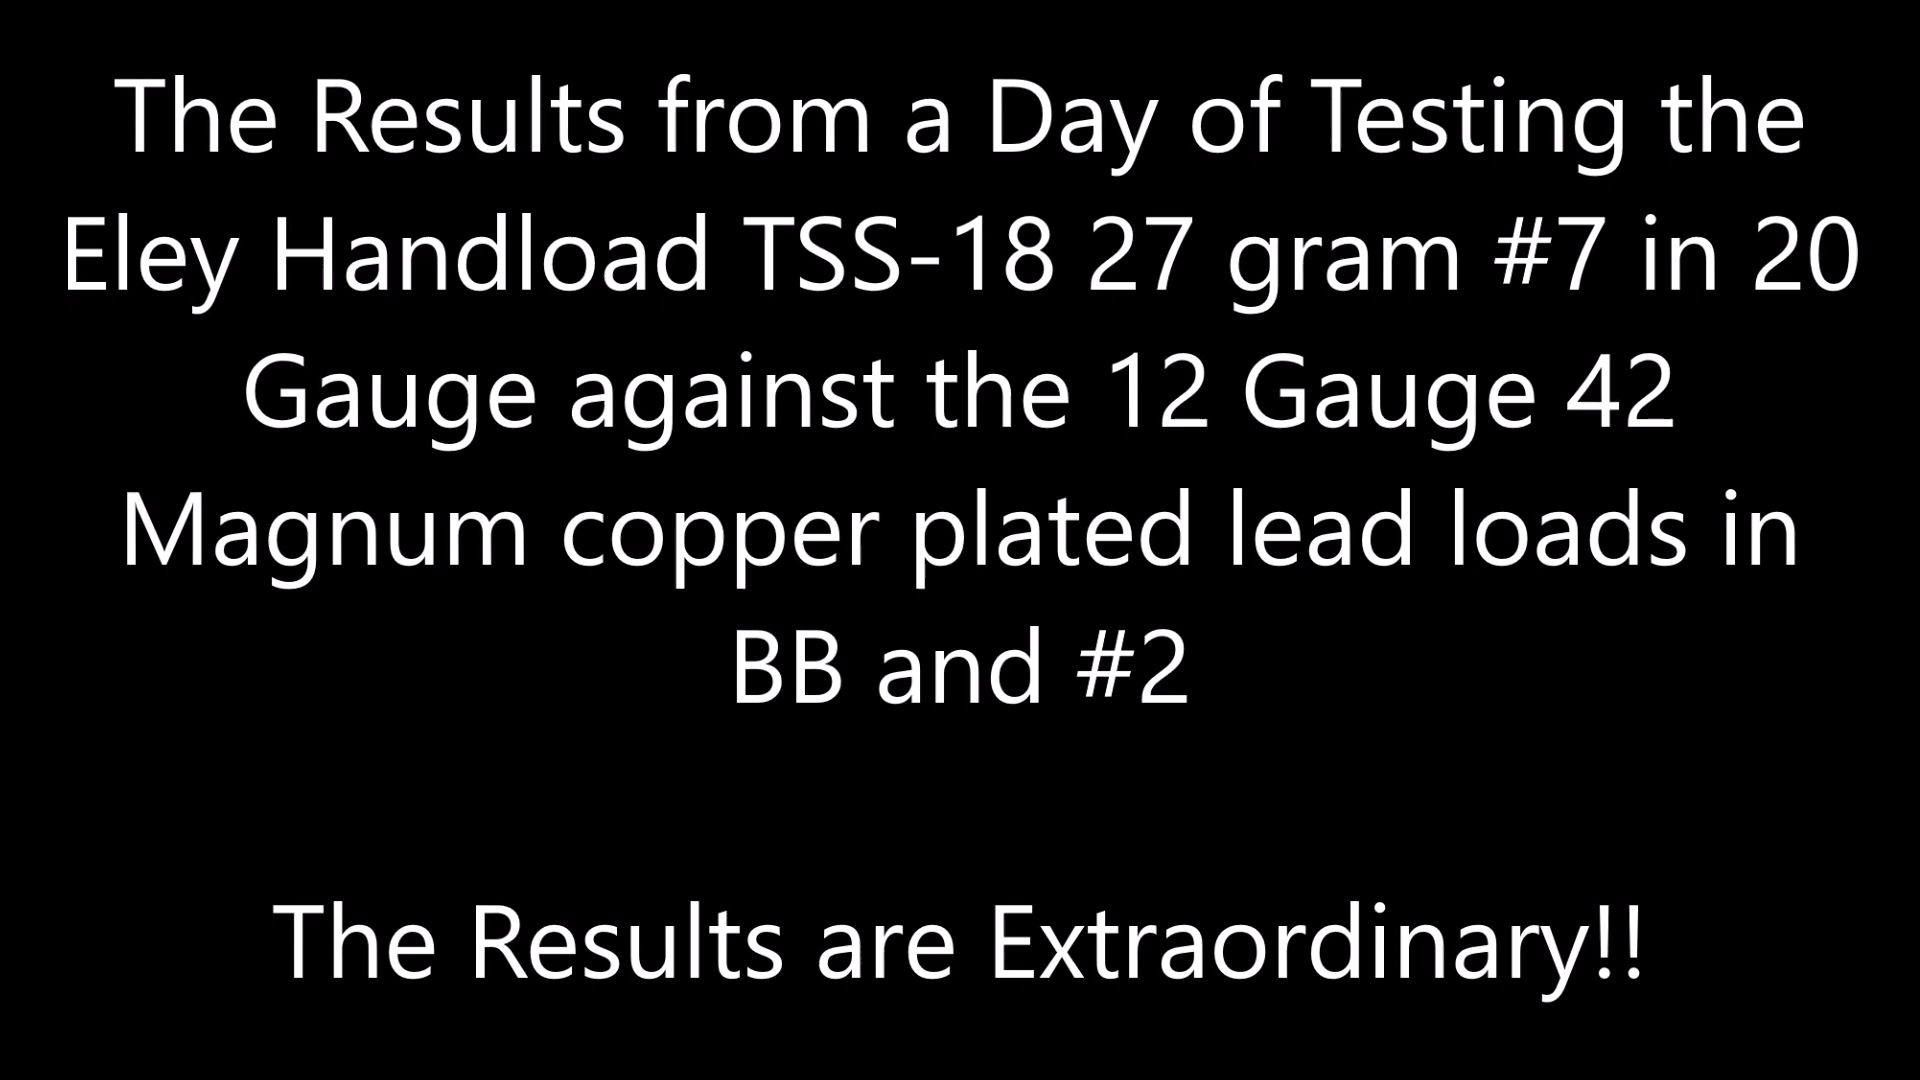 The Results from a Day of Testing the
Eley Handload TSS-18 27 gram #7 in 20
Gauge against the 12 Gauge 42
Magnum copper plated lead loads in
BB and #2
The Results are Extraordinary!!